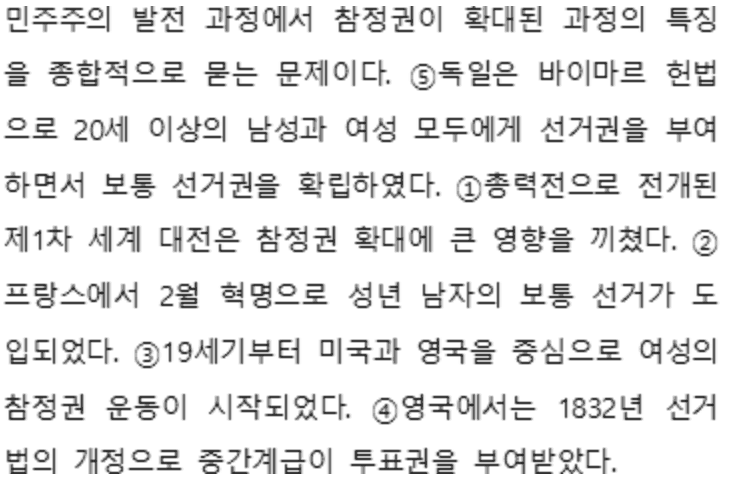 민주주의 발전 과정에서 참정권이 확대된 과정의 특징
을 종합적으로 묻는 문제이다. ⑤독일은 바이마르 헌법
으로 20세 이상의 남성과 여성 모두에게 선거권을 부여
하면서 보통 선거권을 확립하였다. ①총력전으로 전개된
제1차 세계 대전은 참정권 확대에 큰 영향을 끼쳤다. ②
프랑스에서 2월 혁명으로 성년 남자의 보통 선거가 도
입되었다. ③19세기부터 미국과 영국을 중심으로 여성의
참정권 운동이 시작되었다. ④영국에서는 1832년 선거
법의 개정으로 중간계급이 투표권을 부여받았다.